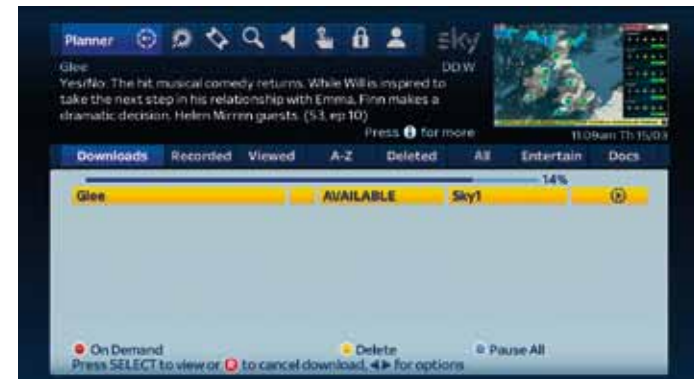 Planner
sky
Glee
DD W
Yes/No. The hit musical comedy returns. While Will is inspired to
take the next step in his relationship with Emma, Finn makes a
dramatic decision. Helen Mirren guests. (S3, ep 10)
Press i for more
11:09am Th 15/03
Downloads Recorded Viewed A-Z Deleted All Entertain Docs
14%
Glee AVAILABLE Sky1
On Demand Delete Pause All
Press SELECT to view or R to cancel download, ◄► for options